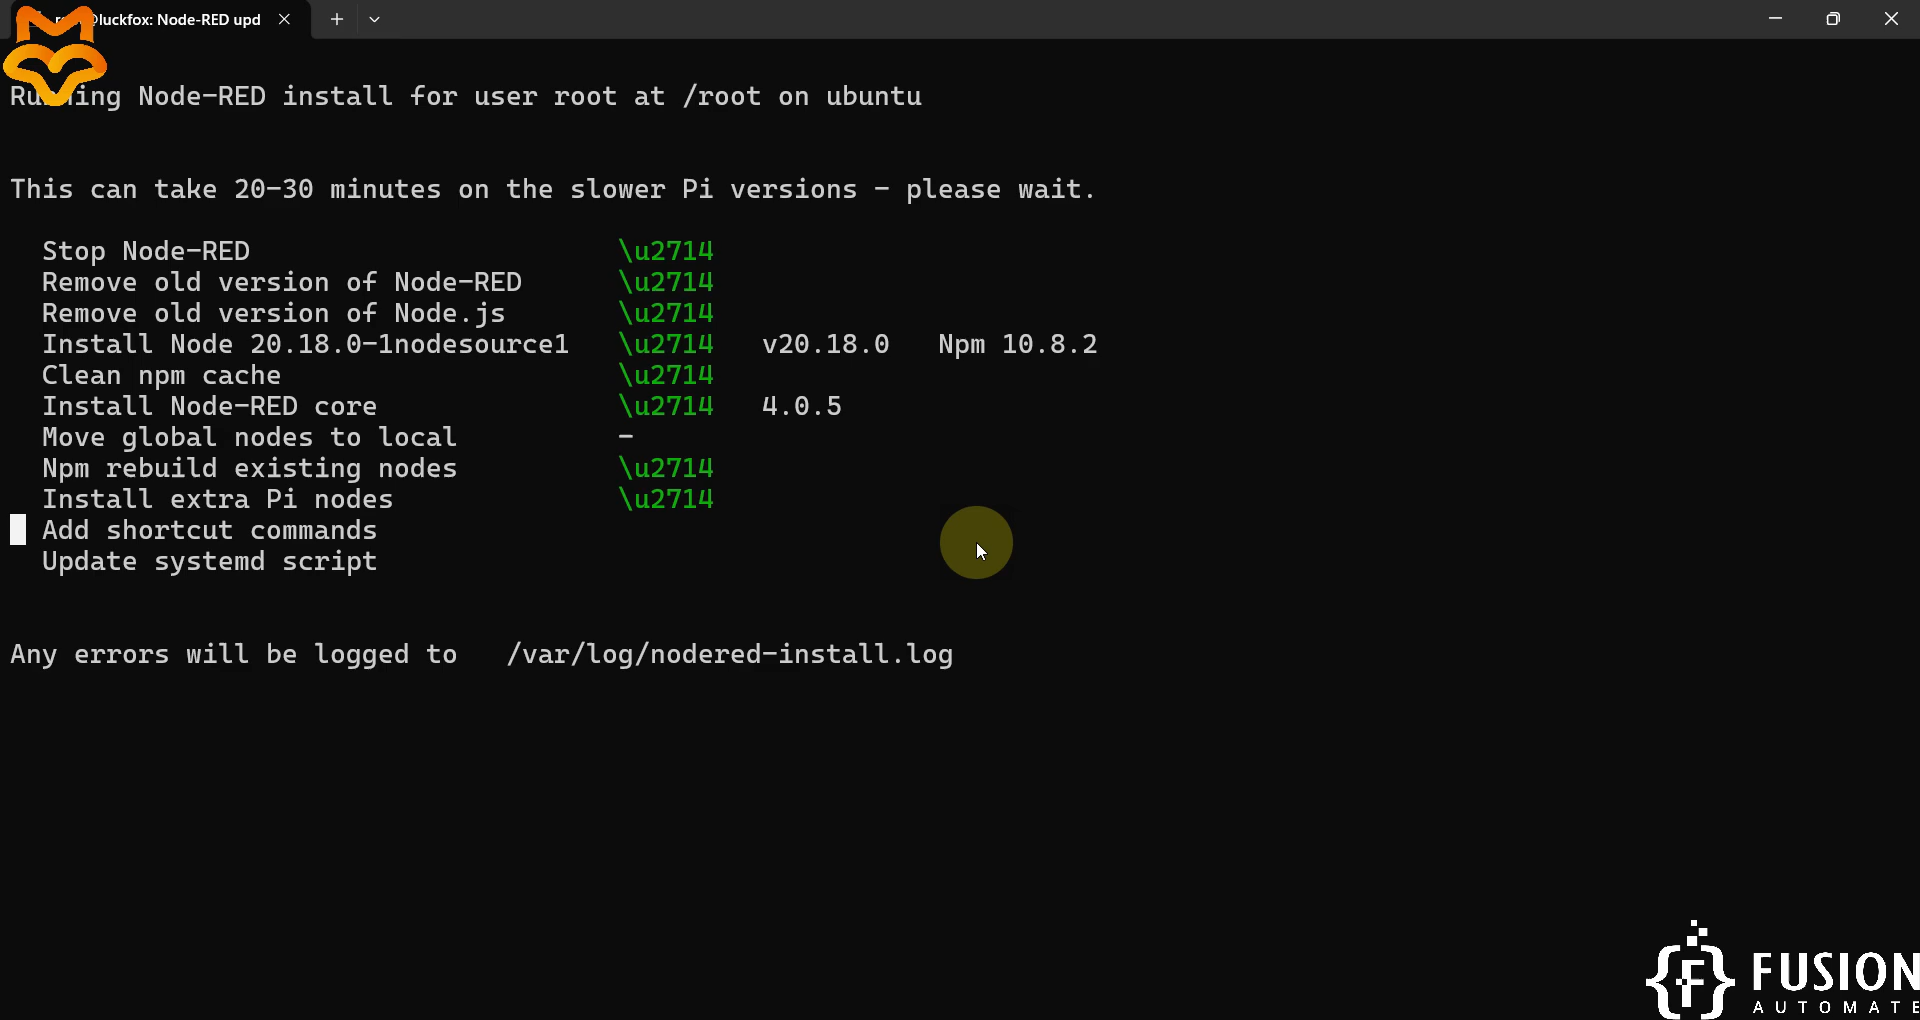 @luckfox: Node-RED upd
Running Node-RED install for user root at /root on ubuntu
This can take 20-30 minutes on the slower Pi versions - please wait.
Stop Node-RED \u2714
Remove old version of Node-RED \u2714
Remove old version of Node.js \u2714
Install Node 20.18.0-1nodesource1 \u2714 v20.18.0 Npm 10.8.2
Clean npm cache \u2714
Install Node-RED core \u2714 4.0.5
Move global nodes to local -
Npm rebuild existing nodes \u2714
Install extra Pi nodes \u2714
Add shortcut commands
Update systemd script
Any errors will be logged to /var/log/nodered-install.log
{F} FUSION
AUTOMATE